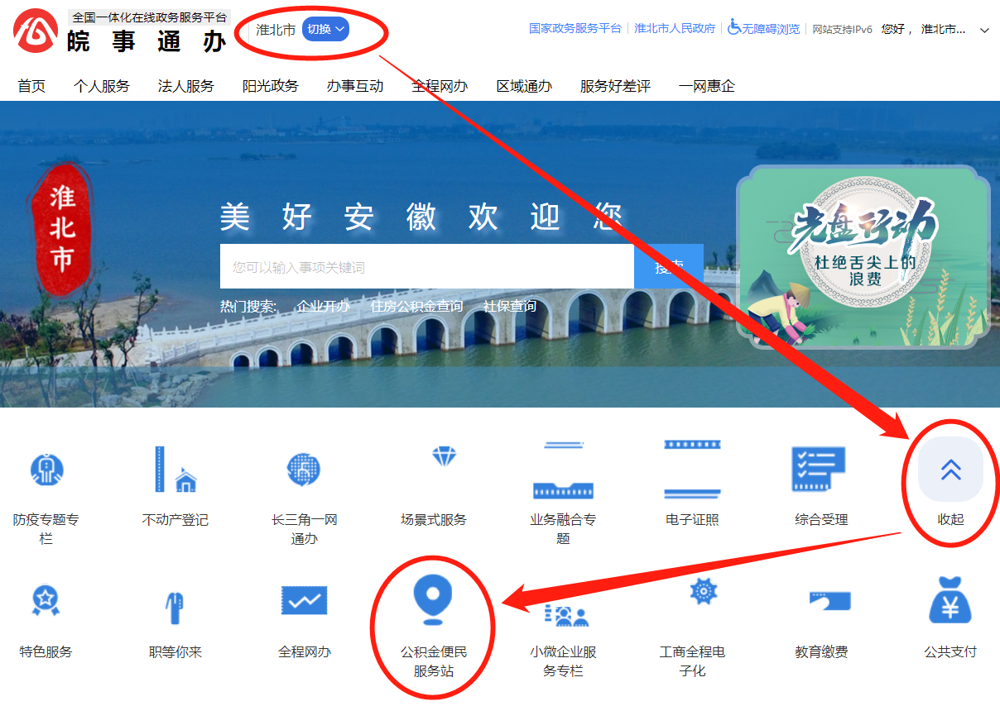 全国一体化在线政务服务平台
皖事通办
淮北市 切换
国家政务服务平台 淮北市人民政府 无障碍浏览 网站支持IPv6 您好， 淮北市...
首页 个人服务 法人服务 阳光政务 办事互动 全程网办 区域通办 服务好差评 一网惠企
淮北市
美好安徽欢迎您
您可以输入事项关键词
搜索
热门搜索: 企业开办 住房公积金查询 社保查询
光盘行动
杜绝舌尖上的
浪费
防疫专题专
栏
不动产登记
长三角一网
通办
场景式服务
业务融合专
题
电子证照
综合受理
收起
特色服务
职等你来
全程网办
公积金便民
服务站
小微企业服
务专栏
工商全程电
子化
教育缴费
公共支付